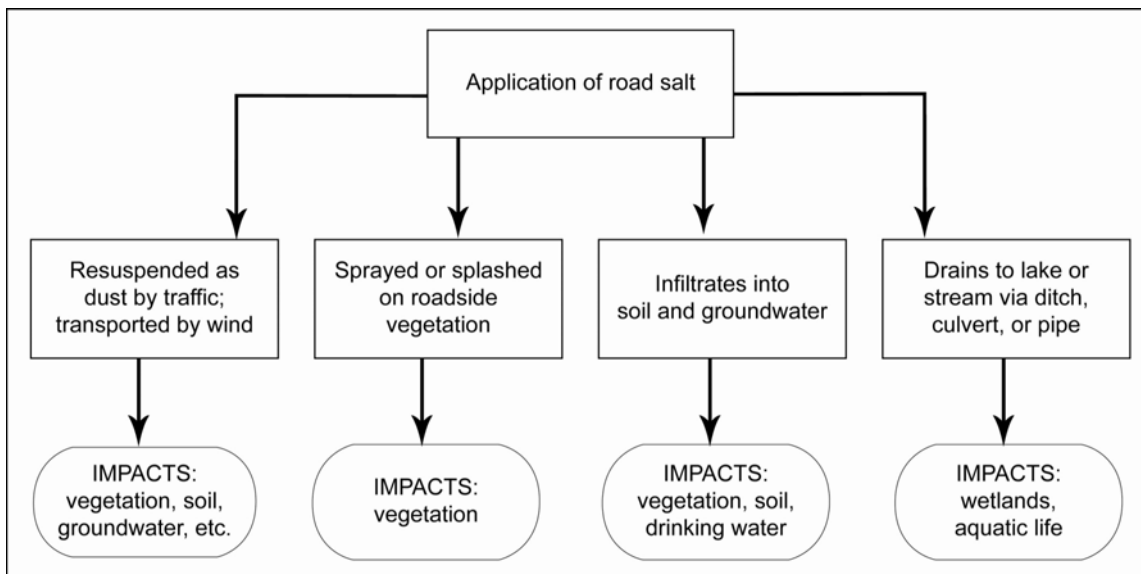 Application of road salt
Resuspended as
dust by traffic;
transported by wind
Sprayed or splashed
on roadside
vegetation
Infiltrates into
soil and groundwater
Drains to lake or
stream via ditch,
culvert, or pipe
IMPACTS:
vegetation, soil,
groundwater, etc.
IMPACTS:
vegetation
IMPACTS:
vegetation, soil,
drinking water
IMPACTS:
wetlands,
aquatic life